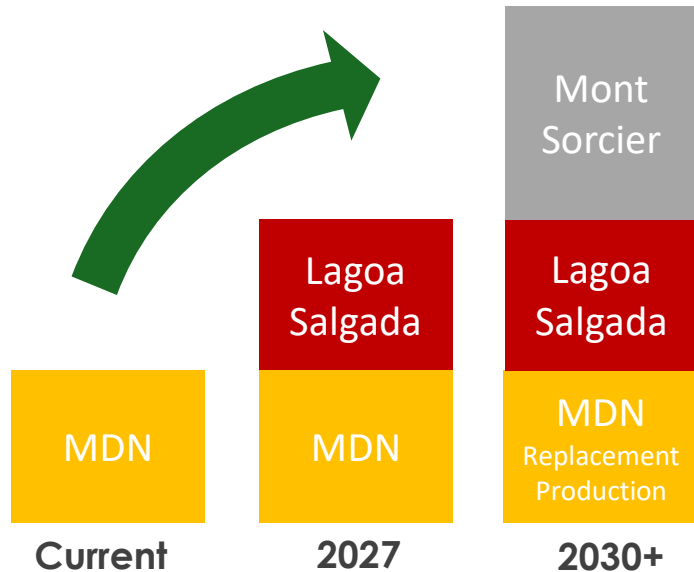 Mont
Sorcier
Lagoa
Salgada
Lagoa
Salgada
MDN
MDN
MDN
Replacement
Production
Current
2027
2030+